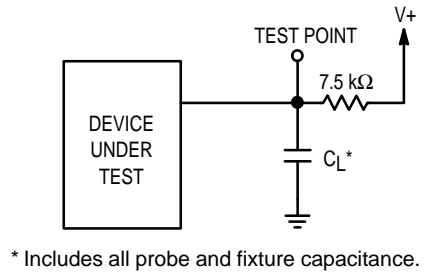 V+
TEST POINT
7.5 kΩ
DEVICE
UNDER
TEST
CL*
* Includes all probe and fixture capacitance.